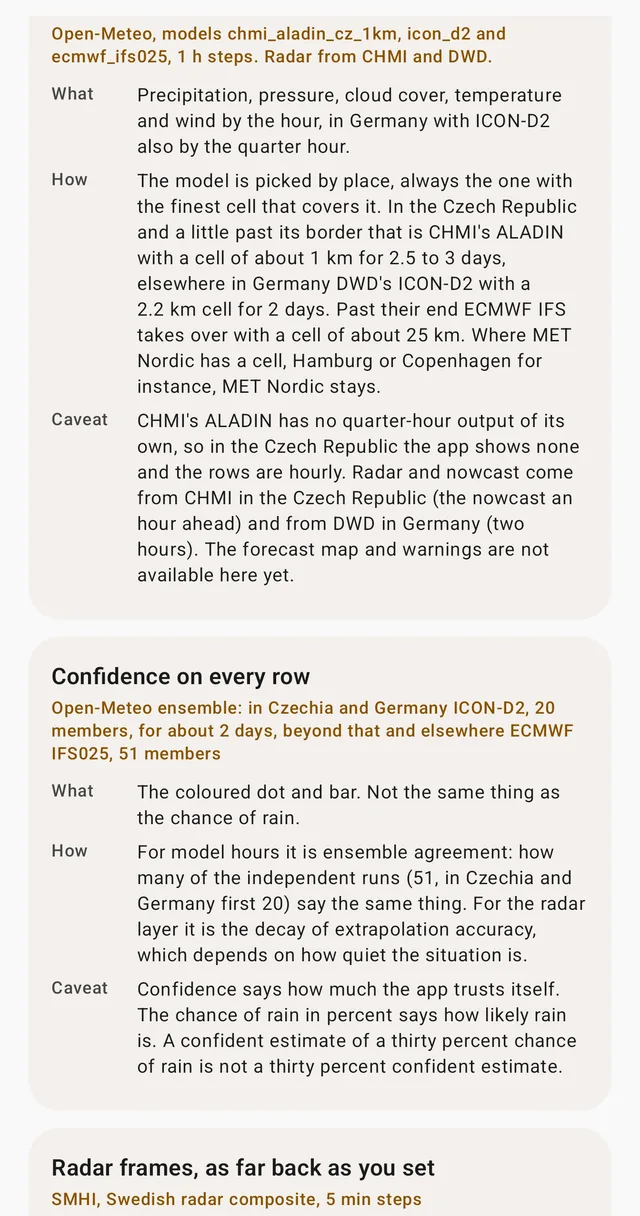 Open-Meteo, models chmi_aladin_cz_1km, icon_d2 and
ecmwf_ifs025, 1 h steps. Radar from CHMI and DWD.
What
Precipitation, pressure, cloud cover, temperature
and wind by the hour, in Germany with ICON-D2
also by the quarter hour.
How
The model is picked by place, always the one with
the finest cell that covers it. In the Czech Republic
and a little past its border that is CHMI's ALADIN
with a cell of about 1 km for 2.5 to 3 days,
elsewhere in Germany DWD's ICON-D2 with a
2.2 km cell for 2 days. Past their end ECMWF IFS
takes over with a cell of about 25 km. Where MET
Nordic has a cell, Hamburg or Copenhagen for
instance, MET Nordic stays.
Caveat
CHMI's ALADIN has no quarter-hour output of its
own, so in the Czech Republic the app shows none
and the rows are hourly. Radar and nowcast come
from CHMI in the Czech Republic (the nowcast an
hour ahead) and from DWD in Germany (two
hours). The forecast map and warnings are not
available here yet.
Confidence on every row
Open-Meteo ensemble: in Czechia and Germany ICON-D2, 20
members, for about 2 days, beyond that and elsewhere ECMWF
IFS025, 51 members
What
The coloured dot and bar. Not the same thing as
the chance of rain.
How
For model hours it is ensemble agreement: how
many of the independent runs (51, in Czechia and
Germany first 20) say the same thing. For the radar
layer it is the decay of extrapolation accuracy,
which depends on how quiet the situation is.
Caveat
Confidence says how much the app trusts itself.
The chance of rain in percent says how likely rain
is. A confident estimate of a thirty percent chance
of rain is not a thirty percent confident estimate.
Radar frames, as far back as you set
SMHI, Swedish radar composite, 5 min steps